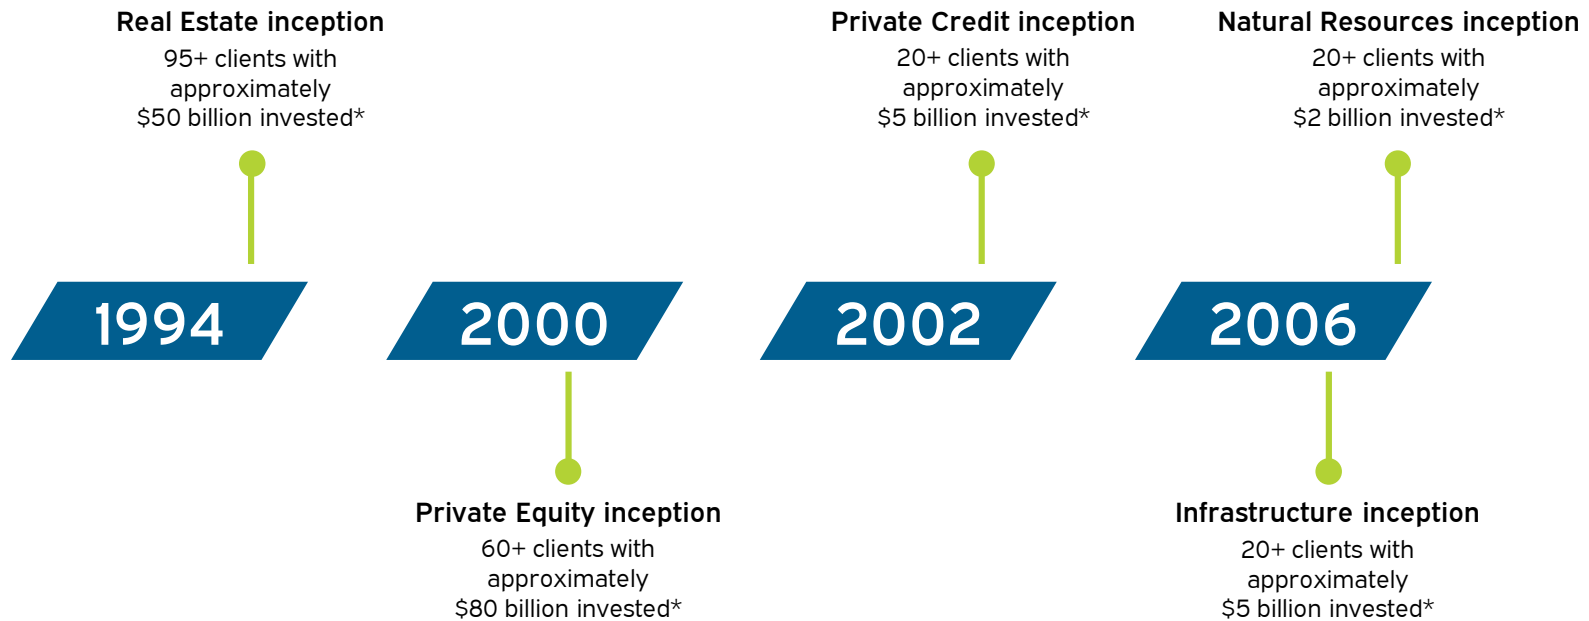 Real Estate inception
95+ clients with
approximately
$50 billion invested*
Private Credit inception
20+ clients with
approximately
$5 billion invested*
Natural Resources inception
20+ clients with
approximately
$2 billion invested*
1994
2000
2002
2006
Private Equity inception
60+ clients with
approximately
$80 billion invested*
Infrastructure inception
20+ clients with
approximately
$5 billion invested*